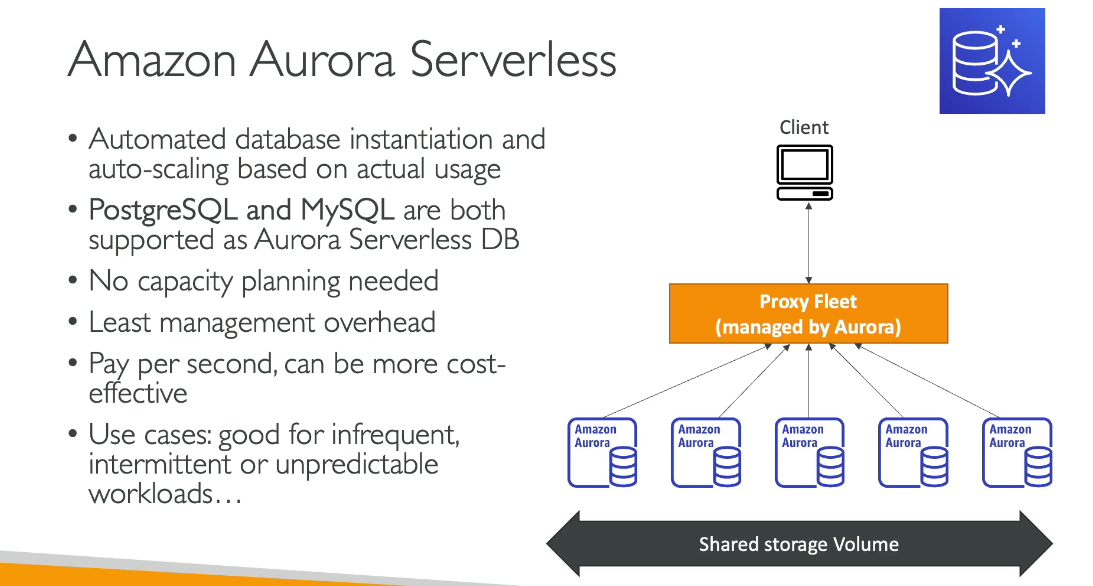 Amazon Aurora Serverless
• Automated database instantiation and
auto-scaling based on actual usage
• PostgreSQL and MySQL are both
supported as Aurora Serverless DB
• No capacity planning needed
• Least management overhead
• Pay per second, can be more cost-
effective
• Use cases: good for infrequent,
intermittent or unpredictable
workloads…
Client
Proxy Fleet
(managed by Aurora)
Amazon
Aurora
Amazon
Aurora
Amazon
Aurora
Amazon
Aurora
Amazon
Aurora
Shared storage Volume